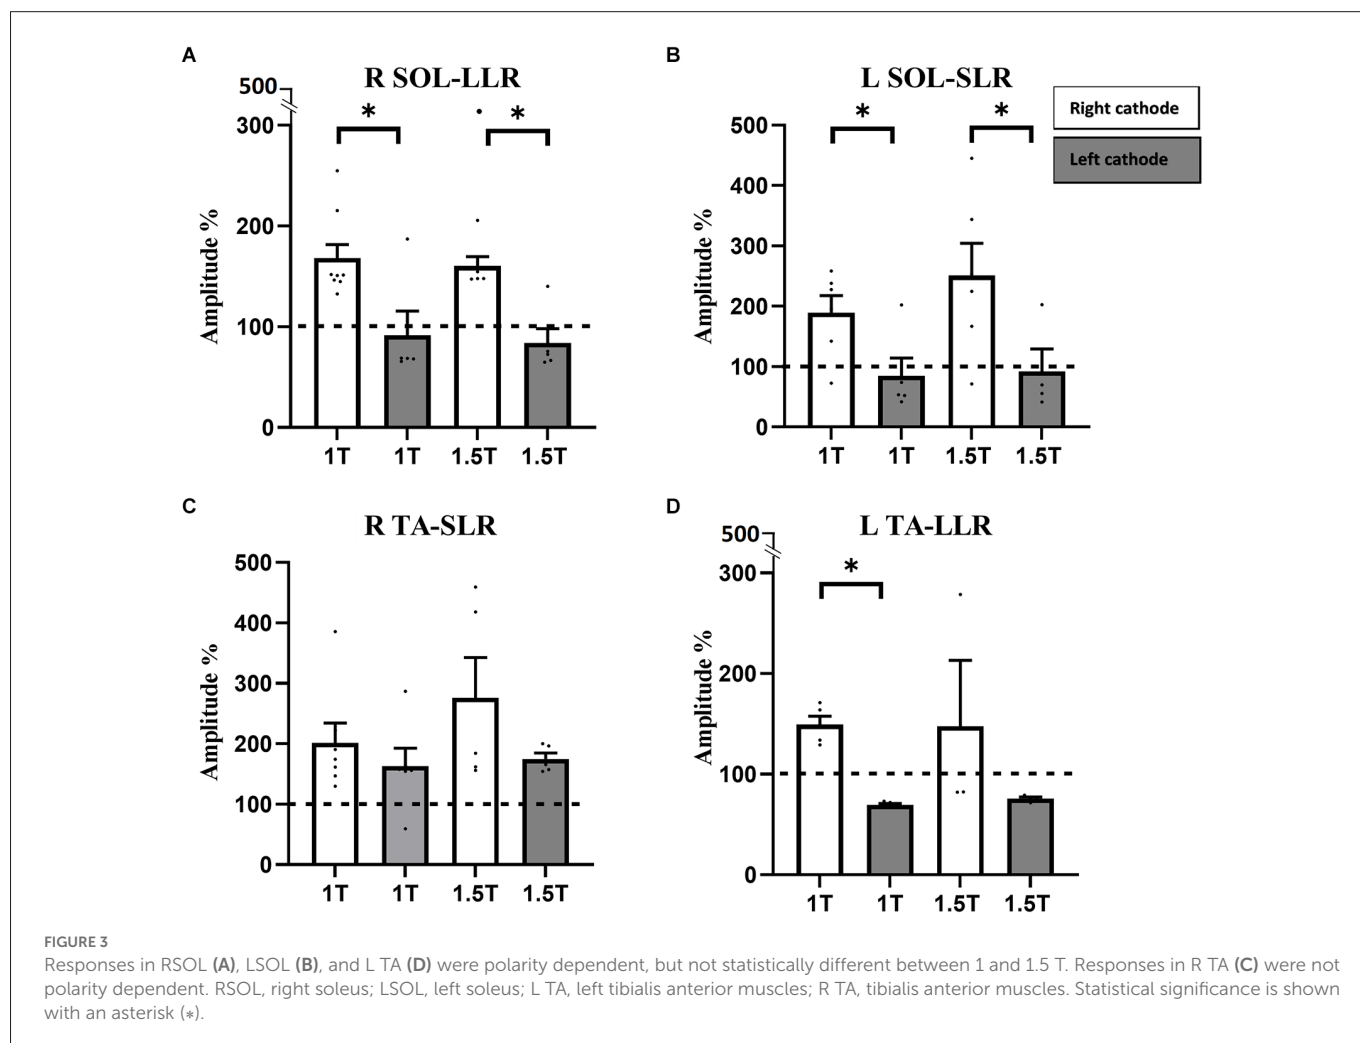 A
R SOL-LLR
500
300
200
100
0
Amplitude %
*
*
1T
1T
1.5T
1.5T
B
L SOL-SLR
500
400
300
200
100
0
Amplitude %
*
*
1T
1T
1.5T
1.5T
Right cathode
Left cathode
C
R TA-SLR
500
400
300
200
100
0
Amplitude %
1T
1T
1.5T
1.5T
D
L TA-LLR
500
300
200
100
0
Amplitude %
*
1T
1T
1.5T
1.5T
FIGURE 3
Responses in RSOL (A), LSOL (B), and L TA (D) were polarity dependent, but not statistically different between 1 and 1.5 T. Responses in R TA (C) were not
polarity dependent. RSOL, right soleus; LSOL, left soleus; L TA, left tibialis anterior muscles; R TA, tibialis anterior muscles. Statistical significance is shown
with an asterisk (*).